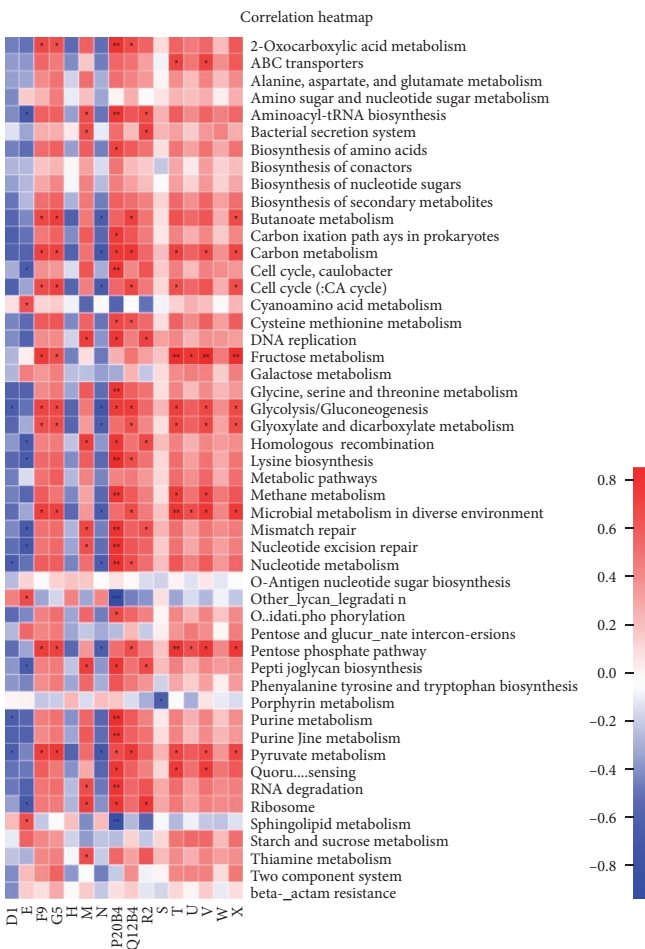 Correlation heatmap
2-Oxocarboxylic acid metabolism
ABC transporters
Alanine, aspartate, and glutamate metabolism
Amino sugar and nucleotide sugar metabolism
Aminoacyl-tRNA biosynthesis
Bacterial secretion system
Biosynthesis of amino acids
Biosynthesis of conactors
Biosynthesis of nucleotide sugars
Biosynthesis of secondary metabolites
Butanoate metabolism
Carbon ixation path ays in prokaryotes
Carbon metabolism
Cell cycle, caulobacter
Cell cycle (:CA cycle)
Cyanoamino acid metabolism
Cysteine methionine metabolism
DNA replication
Fructose metabolism
Galactose metabolism
Glycine, serine and threonine metabolism
Glycolysis/Gluconeogenesis
Glyoxylate and dicarboxylate metabolism
Homologous recombination
Lysine biosynthesis
Metabolic pathways
Methane metabolism
Microbial metabolism in diverse environment
Mismatch repair
Nucleotide excision repair
Nucleotide metabolism
O-Antigen nucleotide sugar biosynthesis
Other_lycan_legradati n
O..idati.pho phorylation
Pentose and glucur_nate intercon-ersions
Pentose phosphate pathway
Pepti joglycan biosynthesis
Phenyalanine tyrosine and tryptophan biosynthesis
Porphyrin metabolism
Purine metabolism
Purine Jine metabolism
Pyruvate metabolism
Quoru....sensing
RNA degradation
Ribosome
Sphingolipid metabolism
Starch and sucrose metabolism
Thiamine metabolism
Two component system
beta-_actam resistance
D1 E F9 G5 H M N P20B4 Q12B4 R2 S T U V W X
0.8
0.6
0.4
0.2
0.0
−0.2
−0.4
−0.6
−0.8